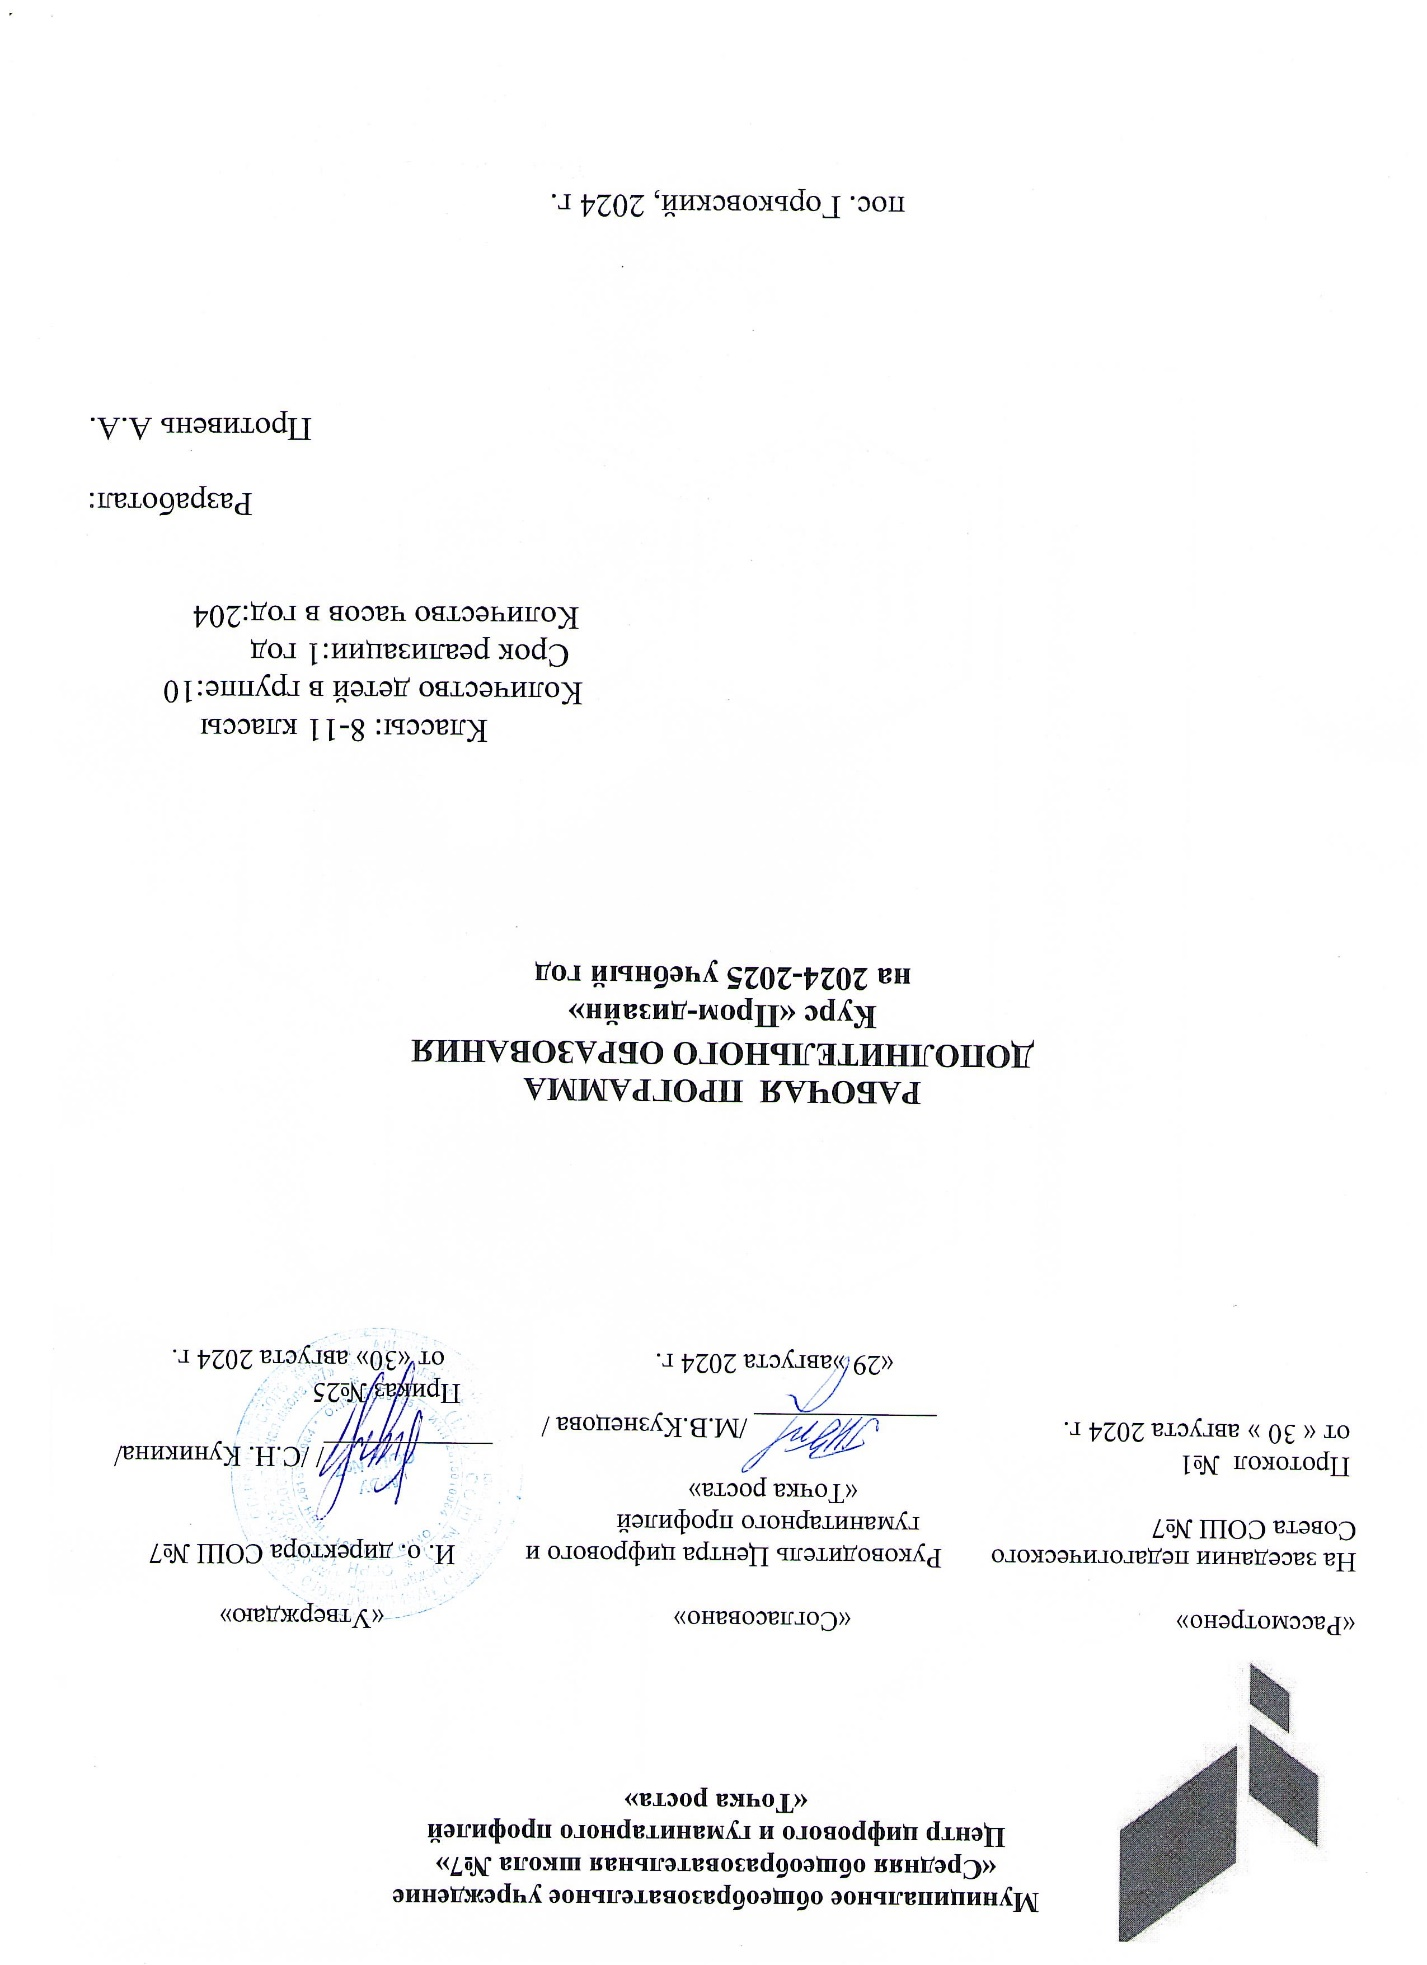 Муниципальное общеобразовательное учреждение
«Средняя общеобразовательная школа №7»
Центр цифрового и гуманитарного профилей
«Точка роста»
«Рассмотрено»
На заседании педагогического
Совета СОШ №7
Протокол №1
от « 30 » августа 2024 г.
«Согласовано»
Руководитель Центра цифрового и
гуманитарного профилей
«Точка роста»
/М.В.Кузнецова /
«29 »августа 2024 г.
«Утверждаю»
И. о. директора СОШ №7
/ /С.Н. Куникина/
Приказ №25
от «30» августа 2024 г.
РАБОЧАЯ ПРОГРАММА
ДОПОЛНИТЕЛЬНОГО ОБРАЗОВАНИЯ
Курс «Пром-дизайн»
на 2024-2025 учебный год
Классы: 8-11 классы
Количество детей в группе:10
Срок реализации:1 год
Количество часов в год:204
Разработал:
Противень А.А.
пос. Горьковский, 2024 г.